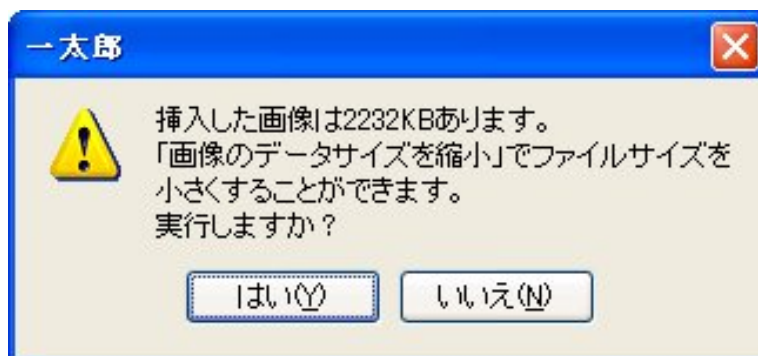 一太郎
挿入した画像は2232KBあります。
「画像のデータサイズを縮小」でファイルサイズを
小さくすることができます。
実行しますか?
はい(Y)
いいえ(N)